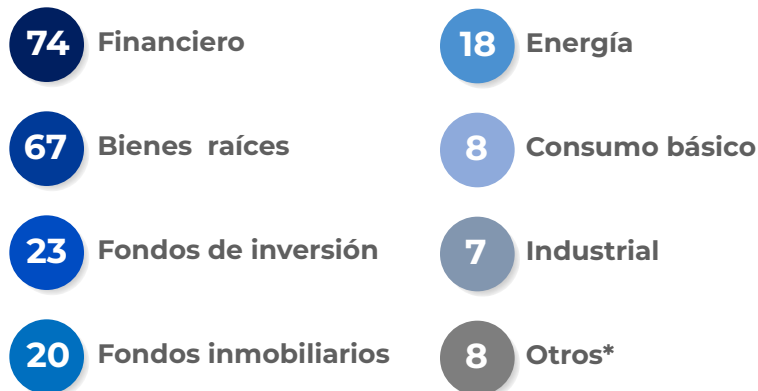 74 Financiero
67 Bienes raíces
23 Fondos de inversión
20 Fondos inmobiliarios
18 Energía
8 Consumo básico
7 Industrial
8 Otros*